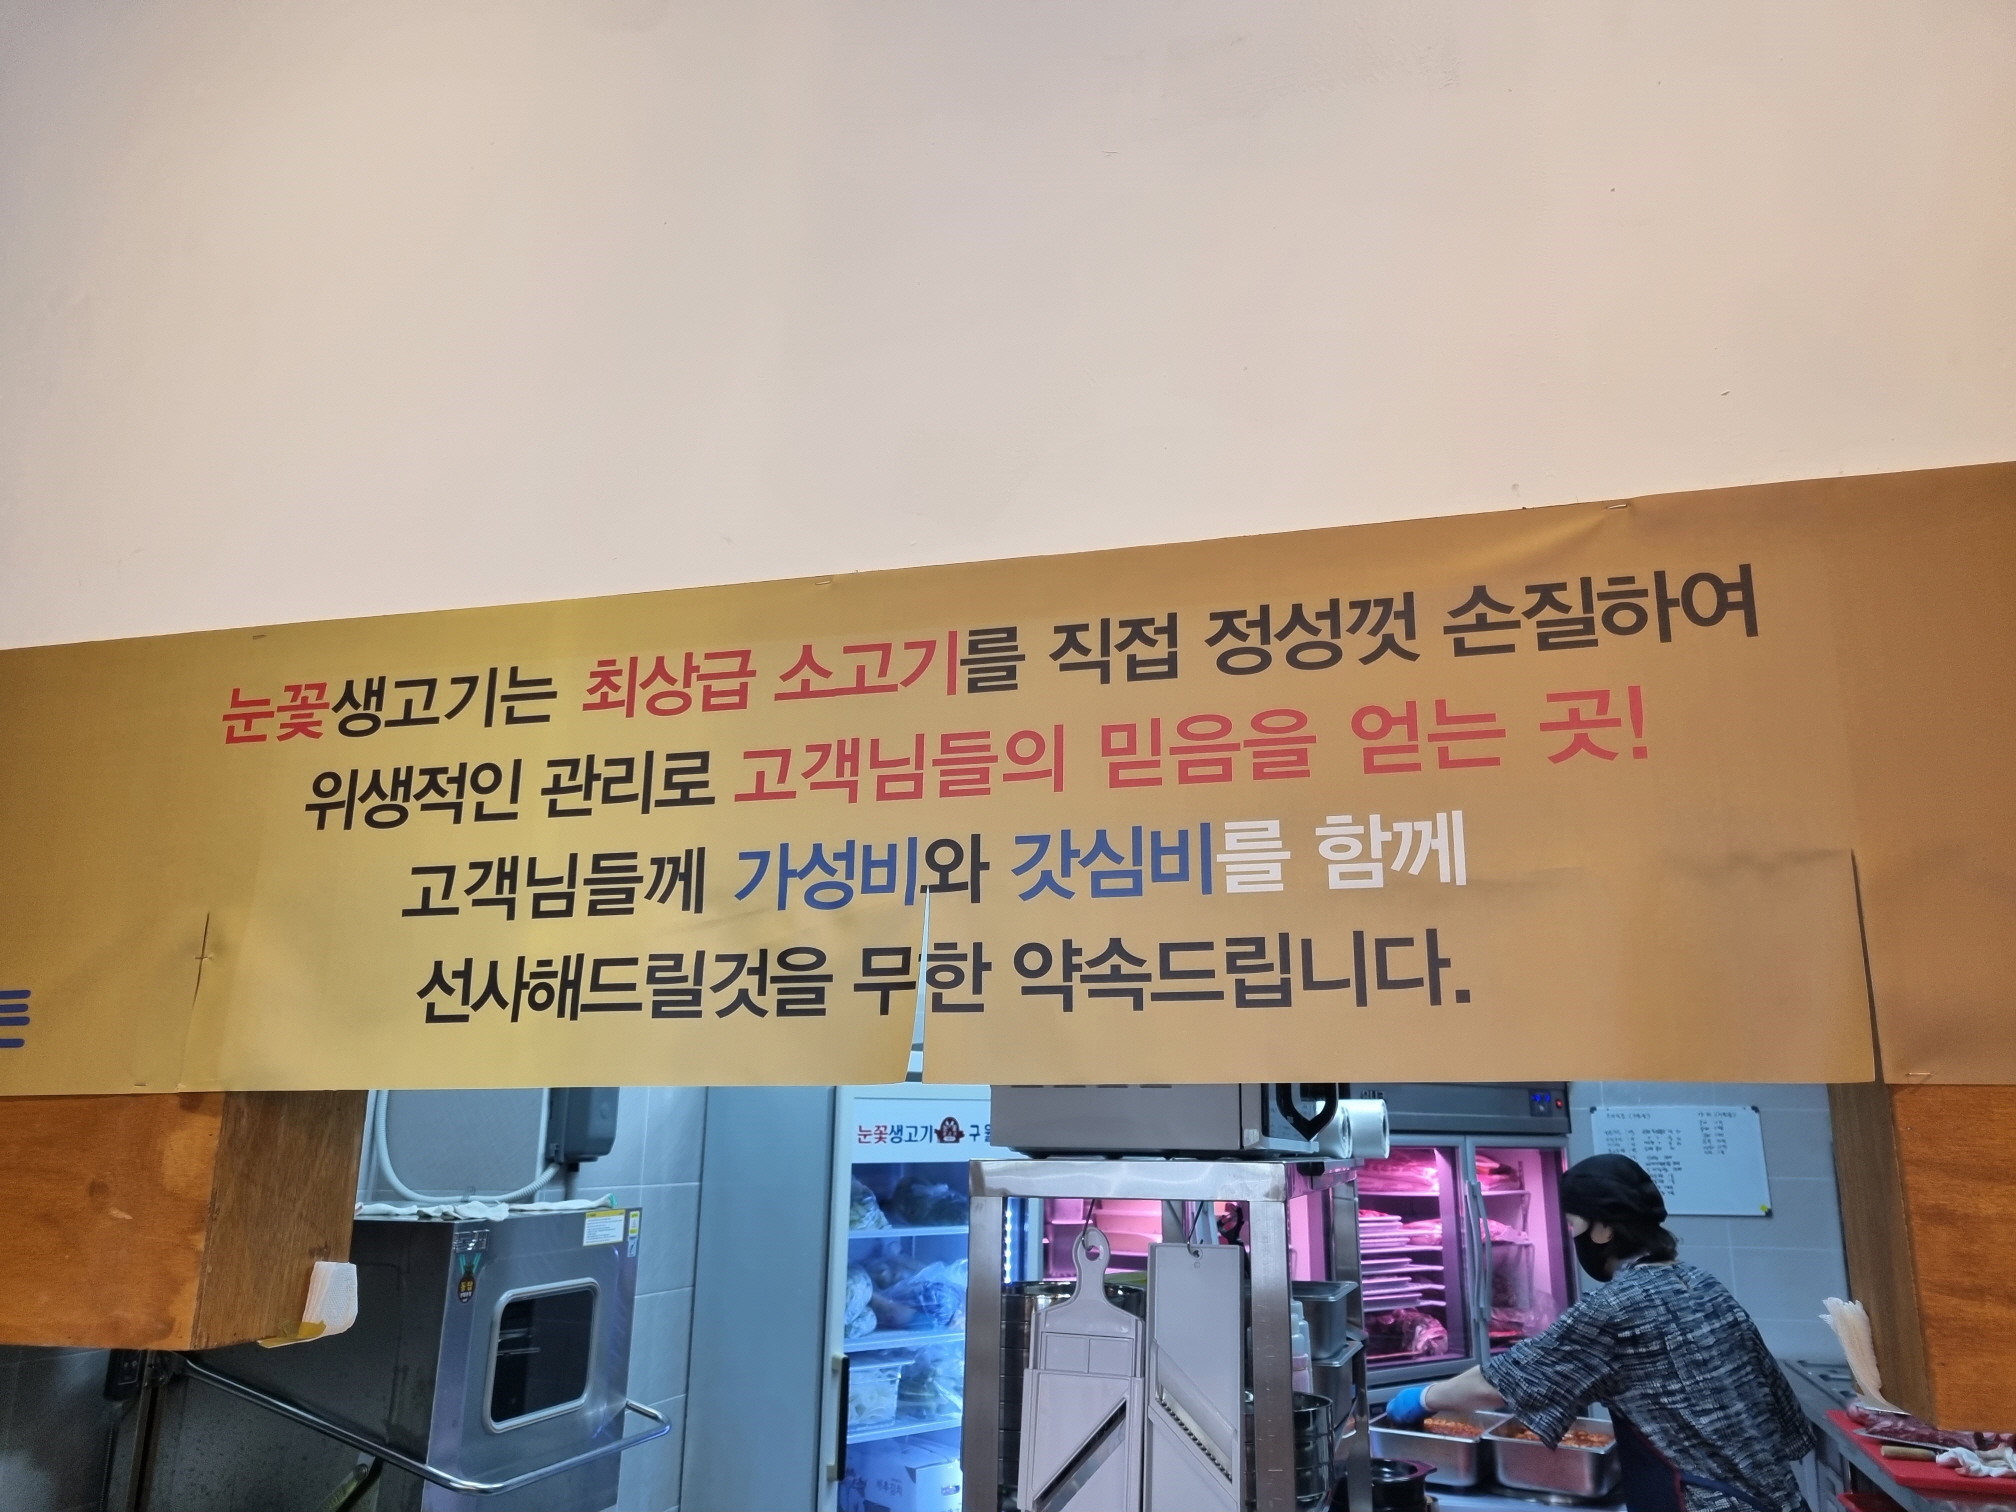 눈꽃생고기는 최상급 소고기를 직접 정성껏 손질하여
위생적인 관리로 고객님들의 믿음을 얻는 곳!
고객님들께 가성비와 갓심비를 함께
선사해드릴것을 무한 약속드립니다.
눈꽃생고기 구월